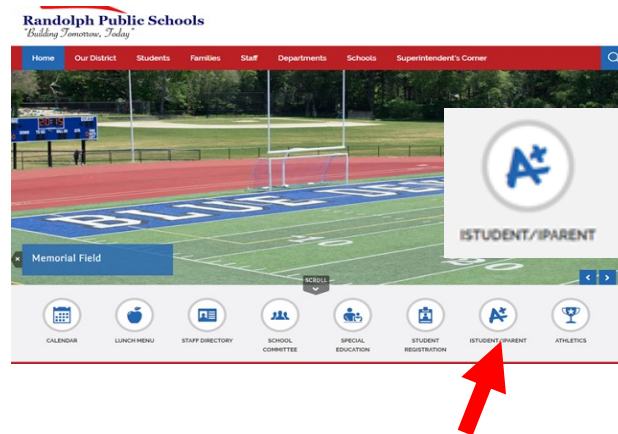 Randolph Public Schools
"Building Tomorrow, Today"
Home Our District Students Families Staff Departments Schools Superintendent's Corner
ISTUDENT/IPARENT
BLUE
Memorial Field
SCROLL
CALENDAR LUNCH MENU STAFF DIRECTORY SCHOOL COMMITTEE SPECIAL EDUCATION STUDENT REGISTRATION ISTUDENT/IPARENT ATHLETICS